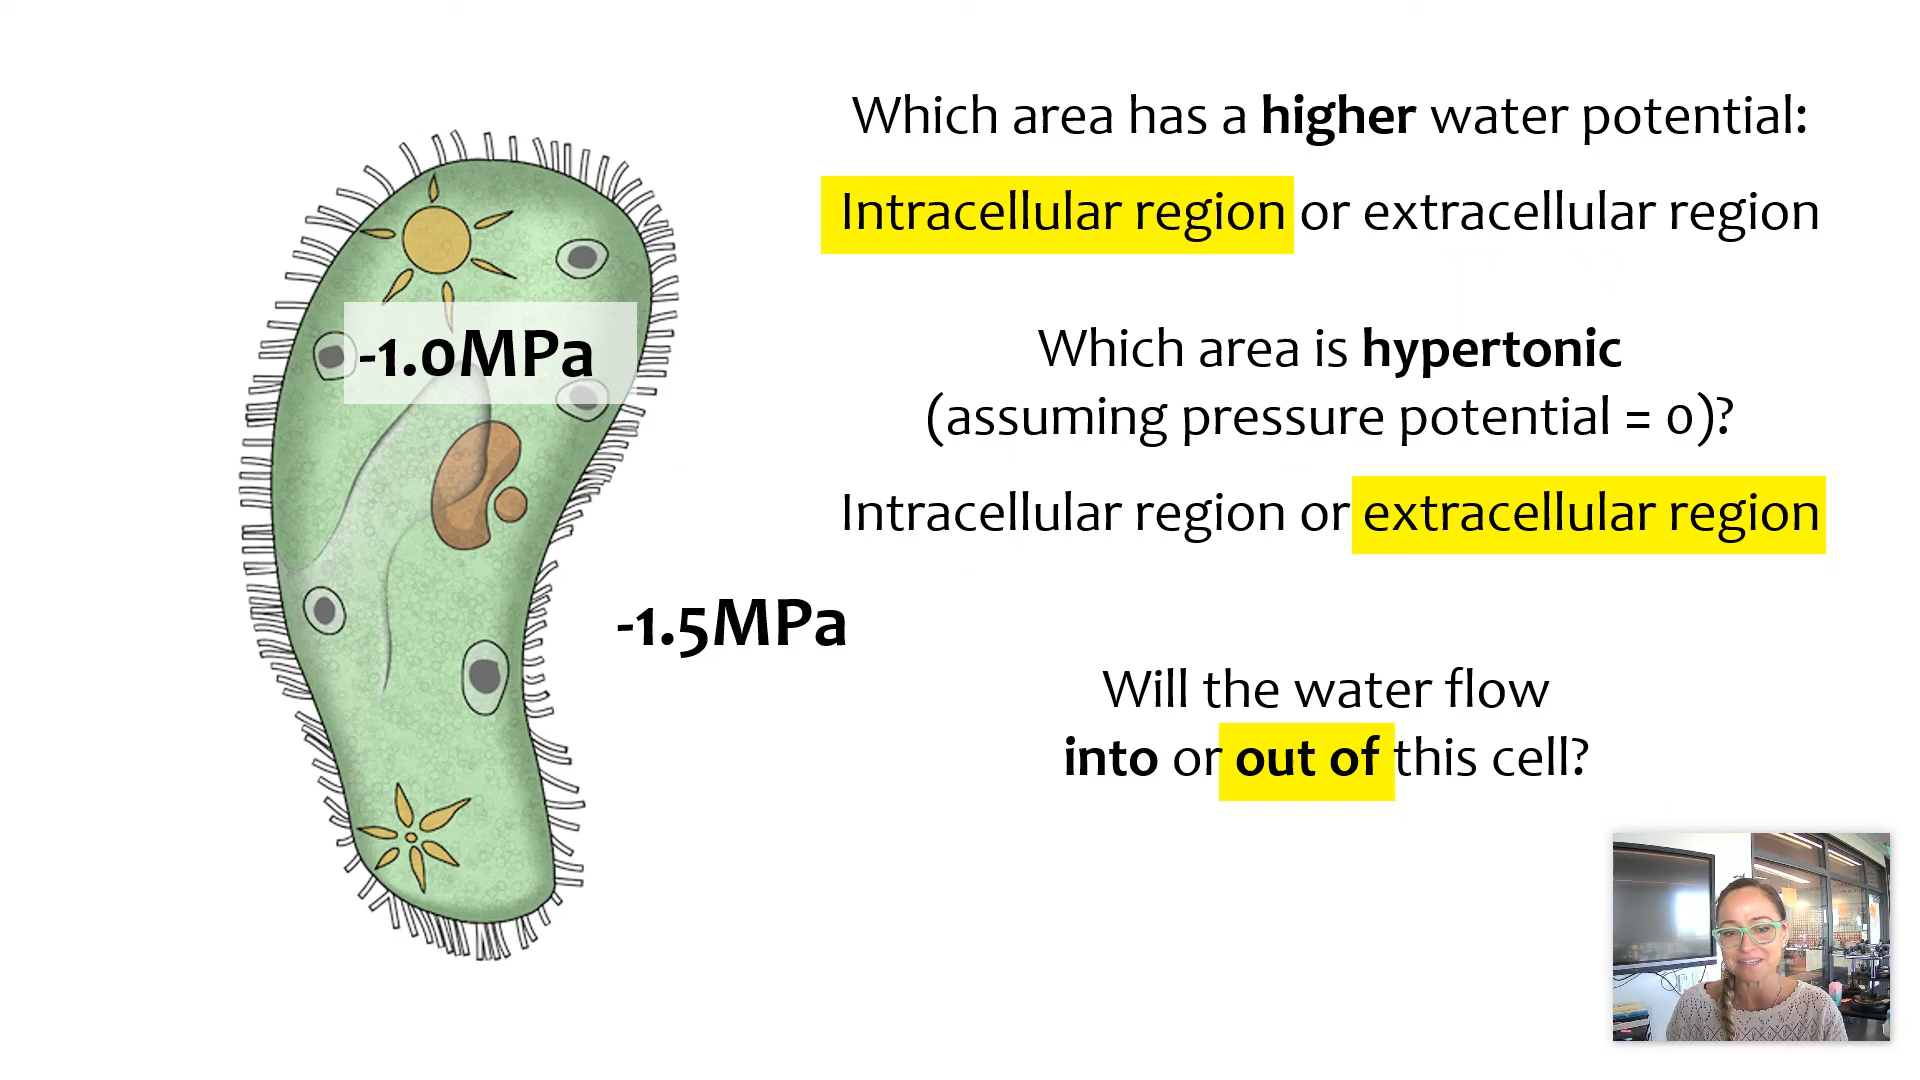 Which area has a higher water potential:
Intracellular region or extracellular region
-1.0MPa
Which area is hypertonic
(assuming pressure potential = 0)?
Intracellular region or extracellular region
-1.5MPa
Will the water flow
into or out of this cell?